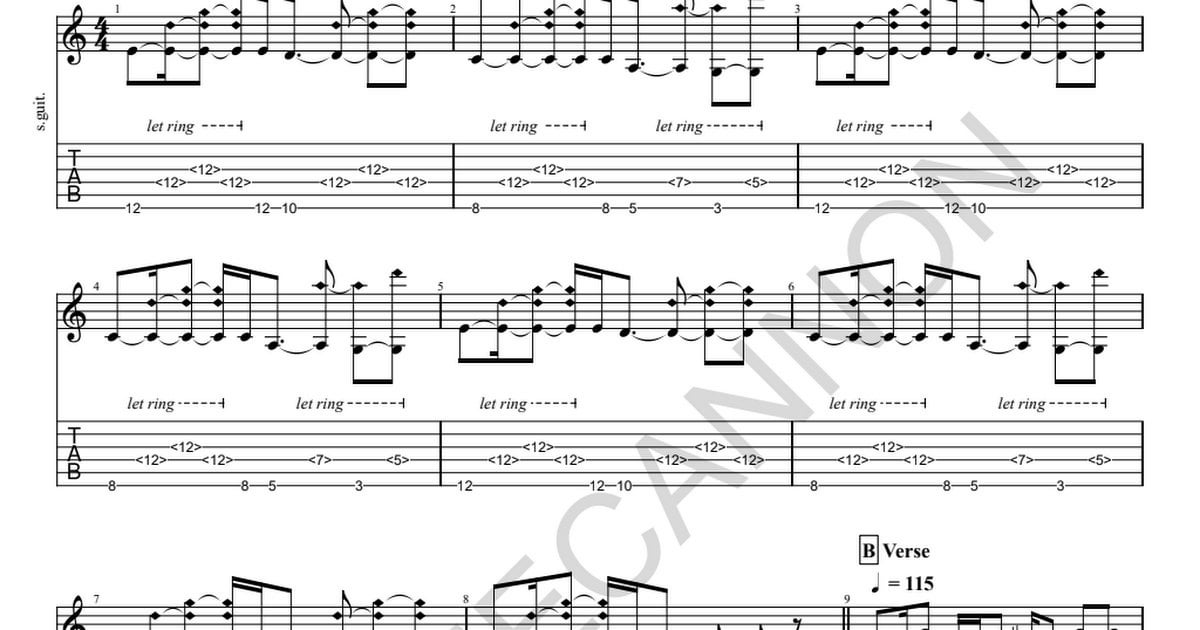 1 2 3
4
4
s.guit.
let ring let ring let ring let ring
T
A
B
12 <12> <12> <12> 12 10 <12> <12> <12> 8 <12> <12> <12> 8 5 <7> 3 <5> 12 <12> <12> <12> 12 10 <12> <12> <12>
4 5 6
let ring let ring let ring let ring let ring
T
A
B
8 <12> <12> <12> 8 5 <7> 3 <5> 12 <12> <12> <12> 12 10 <12> <12> <12> 8 <12> <12> <12> 8 5 <7> 3 <5>
B Verse
= 115
7 8 9
ECANNON